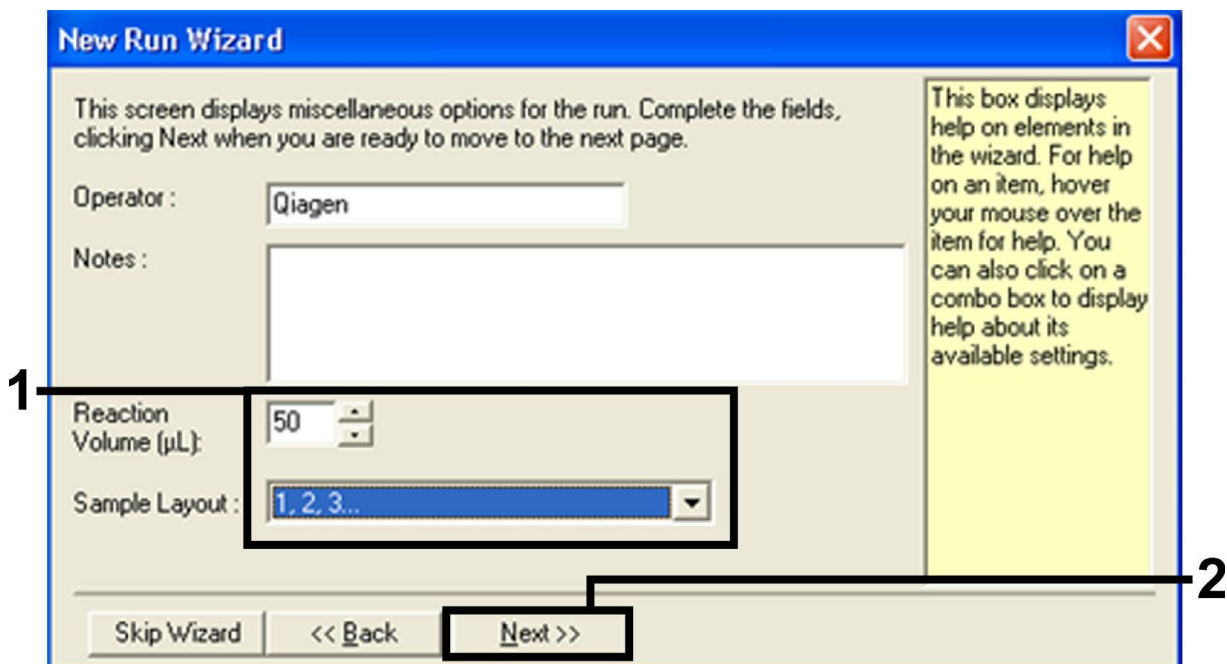 New Run Wizard
This screen displays miscellaneous options for the run. Complete the fields,
clicking Next when you are ready to move to the next page.
Operator :
Qiagen
Notes :
1
Reaction
Volume (µL):
50
Sample Layout :
1, 2, 3...
This box displays
help on elements in
the wizard. For help
on an item, hover
your mouse over the
item for help. You
can also click on a
combo box to display
help about its
available settings.
2
Skip Wizard
<< Back
Next >>